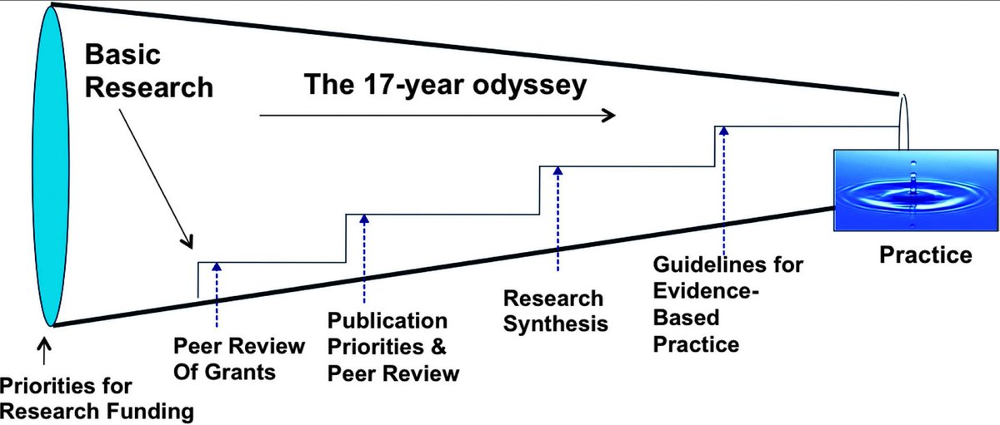 Basic
Research
The 17-year odyssey
Practice
Guidelines for
Evidence-
Based
Practice
Research
Synthesis
Publication
Priorities &
Peer Review
Peer Review
Of Grants
Priorities for
Research Funding